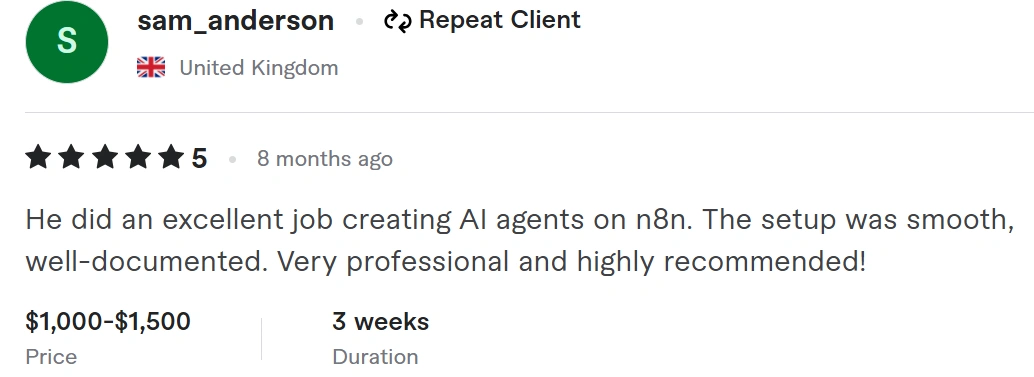 S
sam_anderson • Repeat Client
United Kingdom
5 • 8 months ago
He did an excellent job creating AI agents on n8n. The setup was smooth,
well-documented. Very professional and highly recommended!
$1,000-$1,500 3 weeks
Price Duration